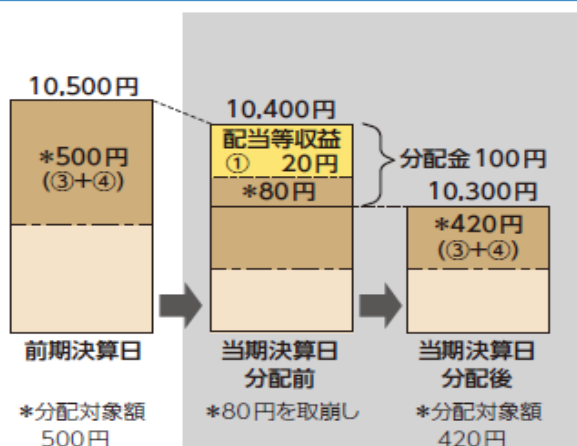 10,500円
*500円
(③+④)
前期決算日
*分配対象額
500円
10,400円
配当等収益
① 20円
*80円
分配金100円
当期決算日
分配前
*80円を取崩し
10,300円
*420円
(③+④)
当期決算日
分配後
*分配対象額
420円